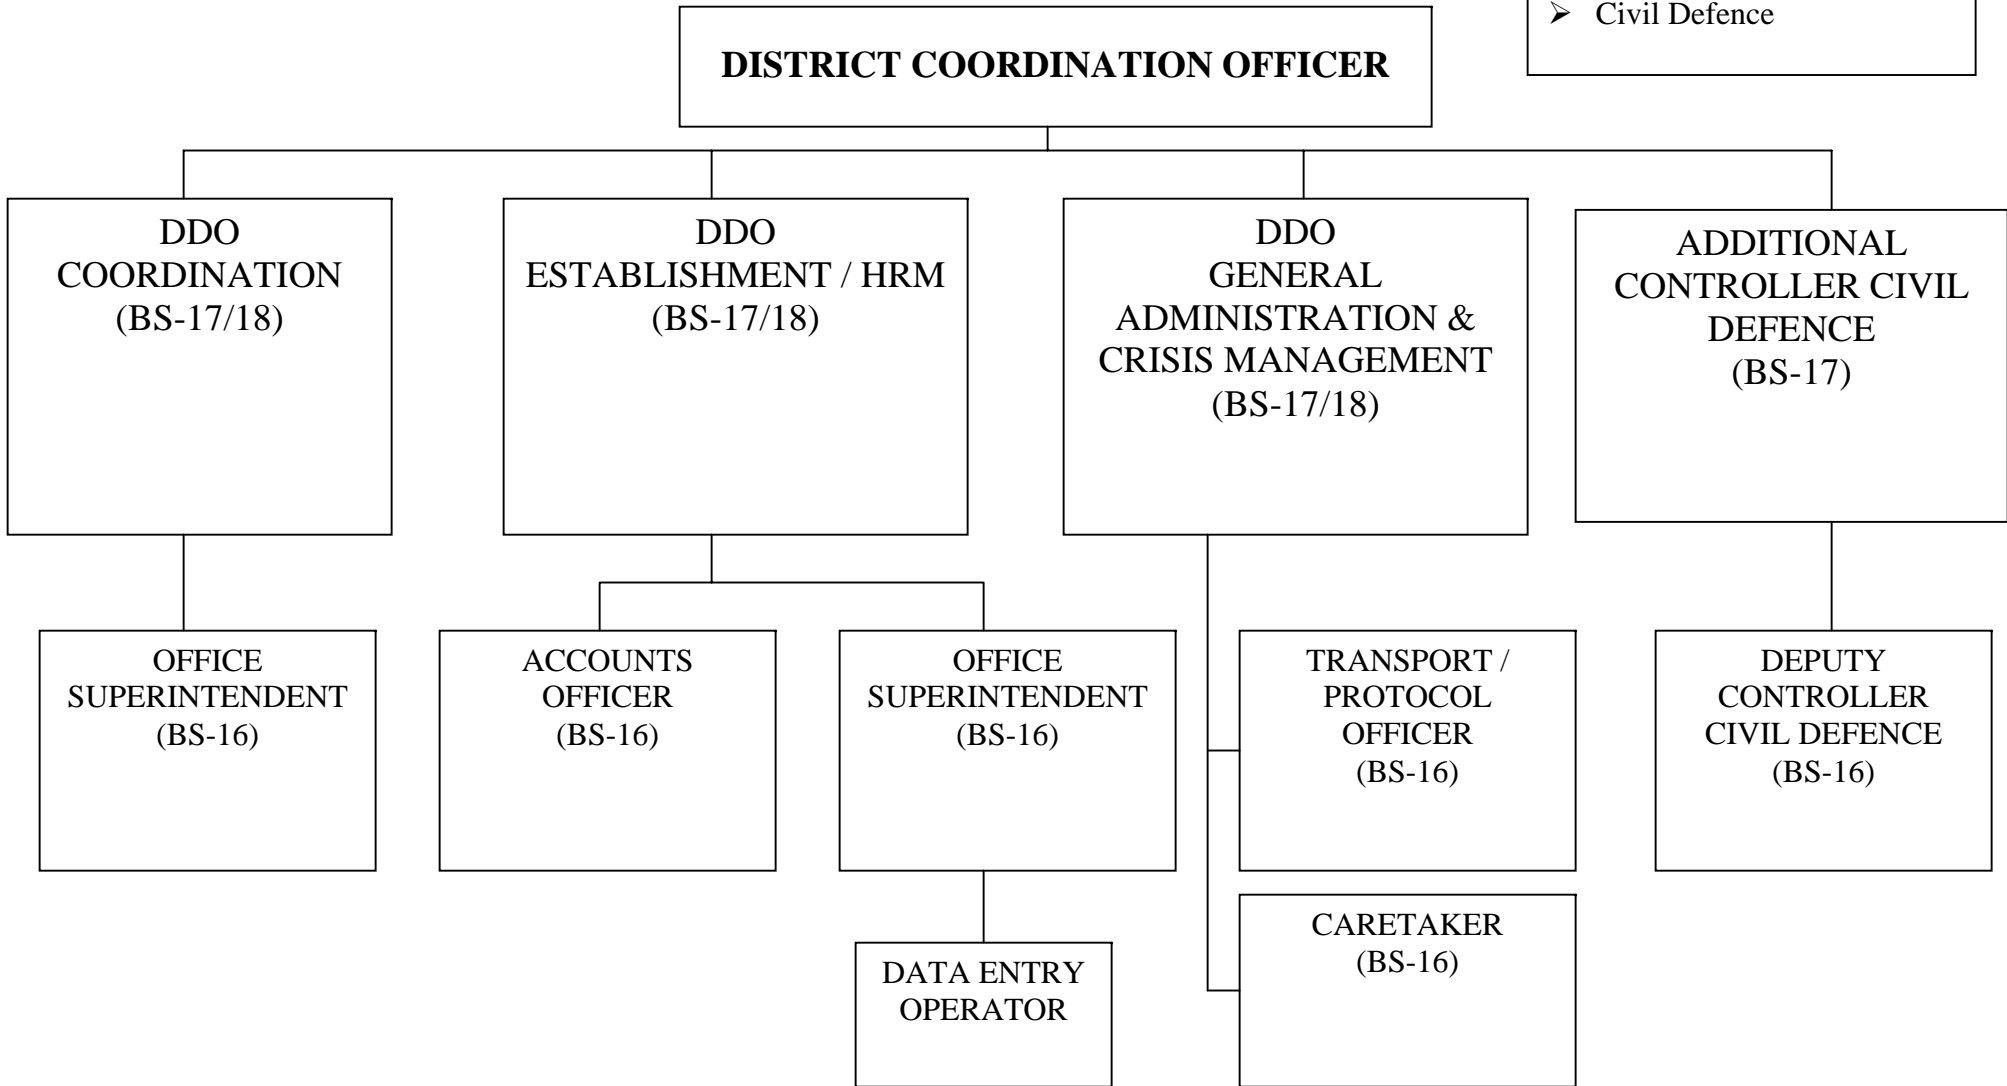 ➢ Civil Defence
DISTRICT COORDINATION OFFICER
DDO
COORDINATION
(BS-17/18)
DDO
ESTABLISHMENT / HRM
(BS-17/18)
DDO
GENERAL
ADMINISTRATION &
CRISIS MANAGEMENT
(BS-17/18)
ADDITIONAL
CONTROLLER CIVIL
DEFENCE
(BS-17)
OFFICE
SUPERINTENDENT
(BS-16)
ACCOUNTS
OFFICER
(BS-16)
OFFICE
SUPERINTENDENT
(BS-16)
TRANSPORT /
PROTOCOL
OFFICER
(BS-16)
DEPUTY
CONTROLLER
CIVIL DEFENCE
(BS-16)
DATA ENTRY
OPERATOR
CARETAKER
(BS-16)